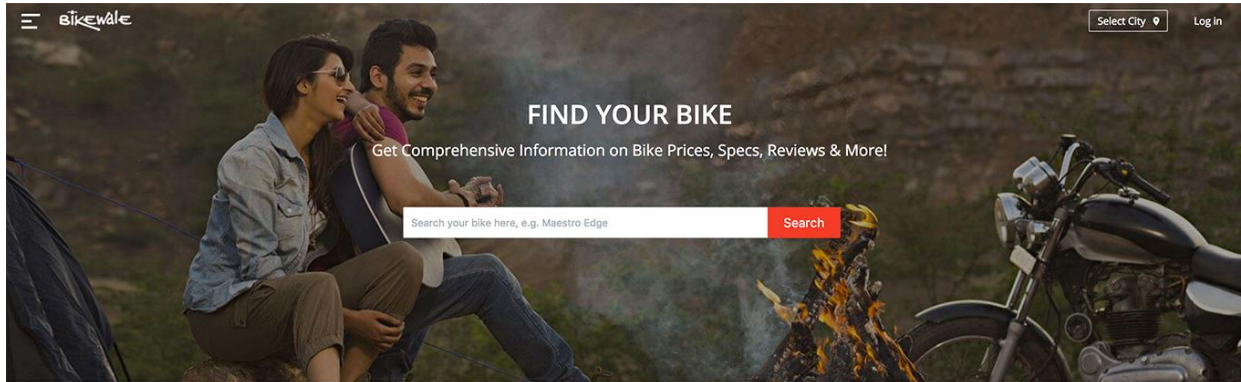 BikeWale
Select City
Log in
FIND YOUR BIKE
Get Comprehensive Information on Bike Prices, Specs, Reviews & More!
Search your bike here, e.g. Maestro Edge
Search